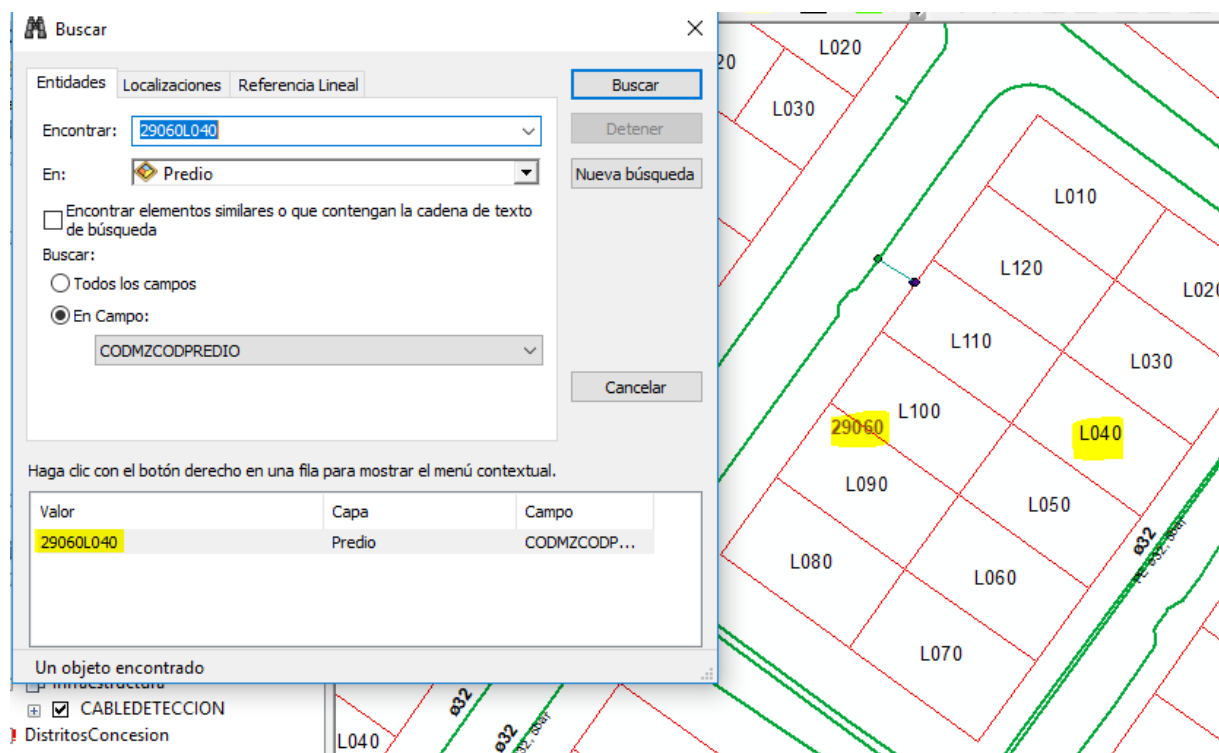 Buscar
Entidades Localizaciones Referencia Lineal
Buscar
Encontrar: 29060L040
Detener
En: Predio
Nueva búsqueda
Encontrar elementos similares o que contengan la cadena de texto
de búsqueda
Buscar:
Todos los campos
En Campo:
CODMZCODPREDIO
Cancelar
Haga clic con el botón derecho en una fila para mostrar el menú contextual.
Valor Capa Campo
29060L040 Predio CODMZCODP...
Un objeto encontrado
Infraestructura
CABLEDETECCION
DistritosConcesion
20
L020
L030
L010
L120
L020
L110
L030
L100
29060
L040
L090
L050
L080
L060
L070
ø32
PE ø32, 5bar
L040
ø32
ø32